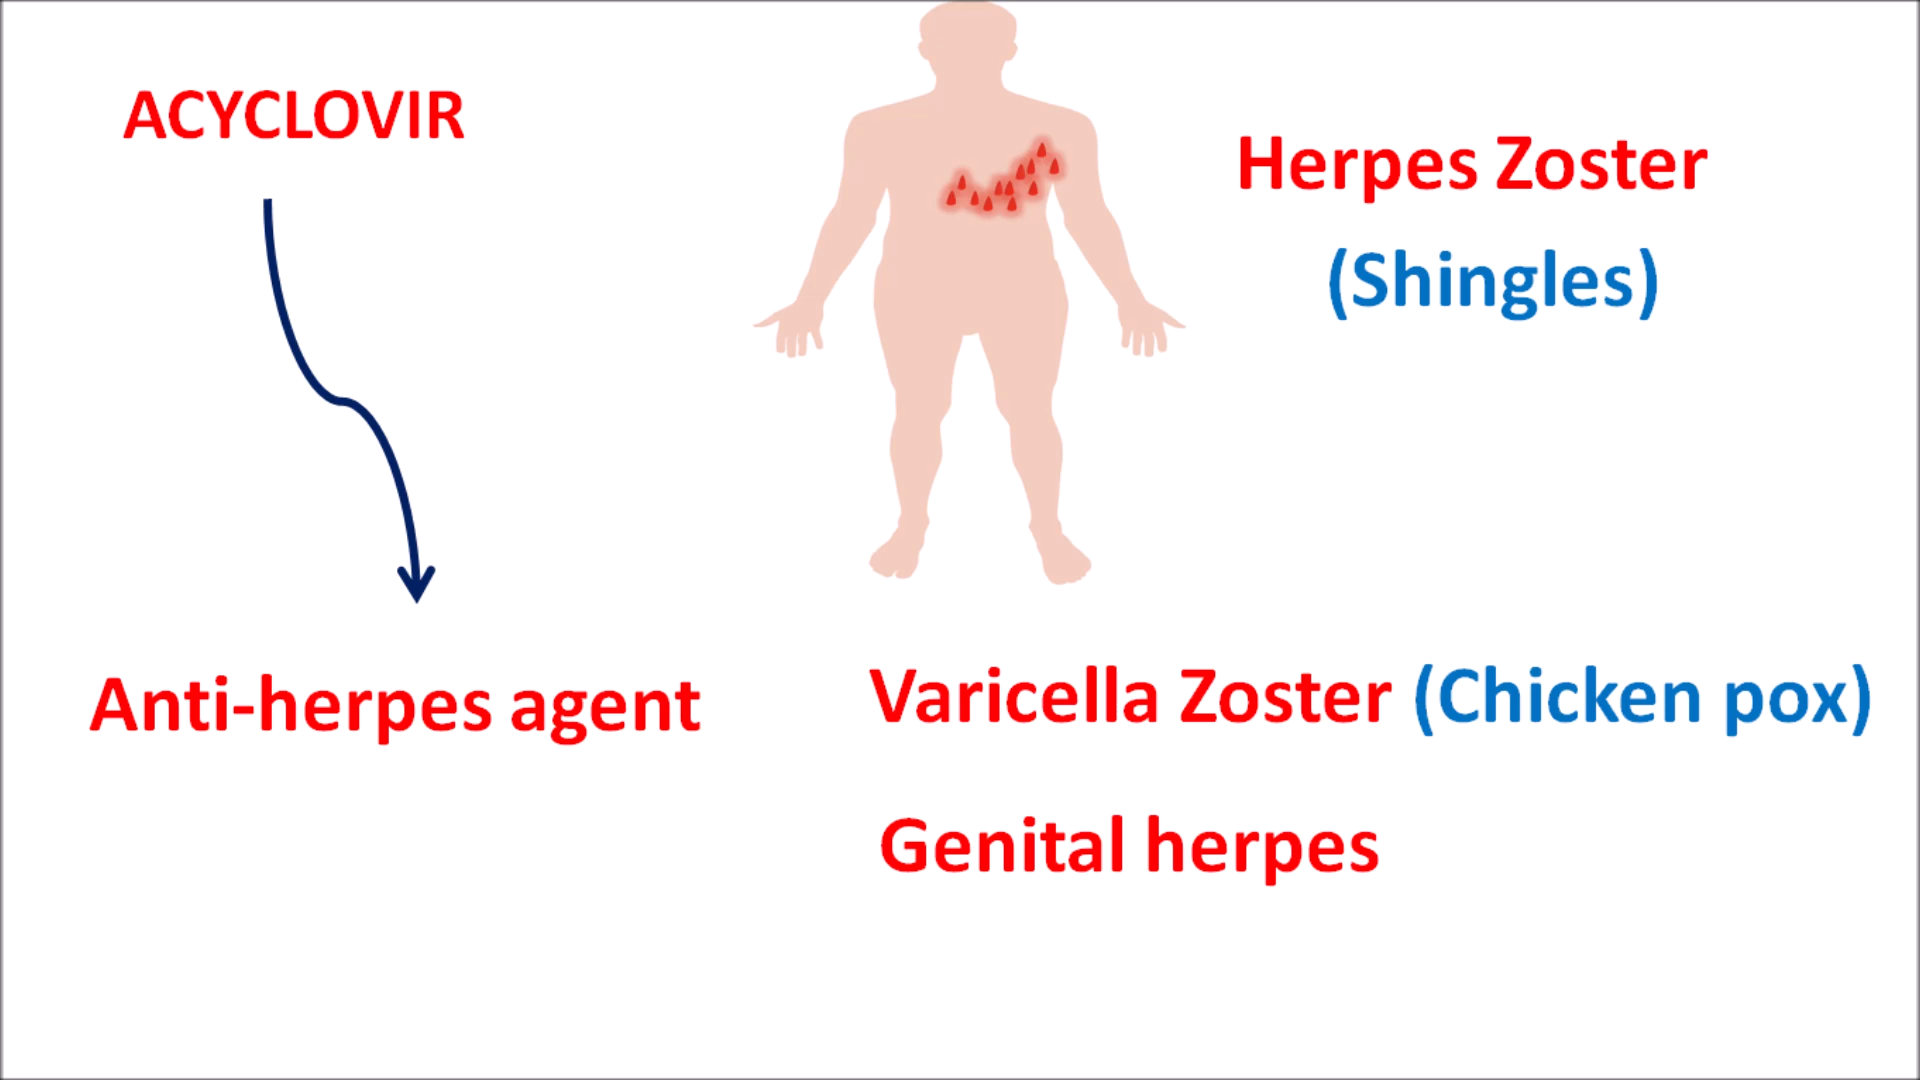 ACYCLOVIR
Herpes Zoster
(Shingles)
Anti-herpes agent
Varicella Zoster (Chicken pox)
Genital herpes